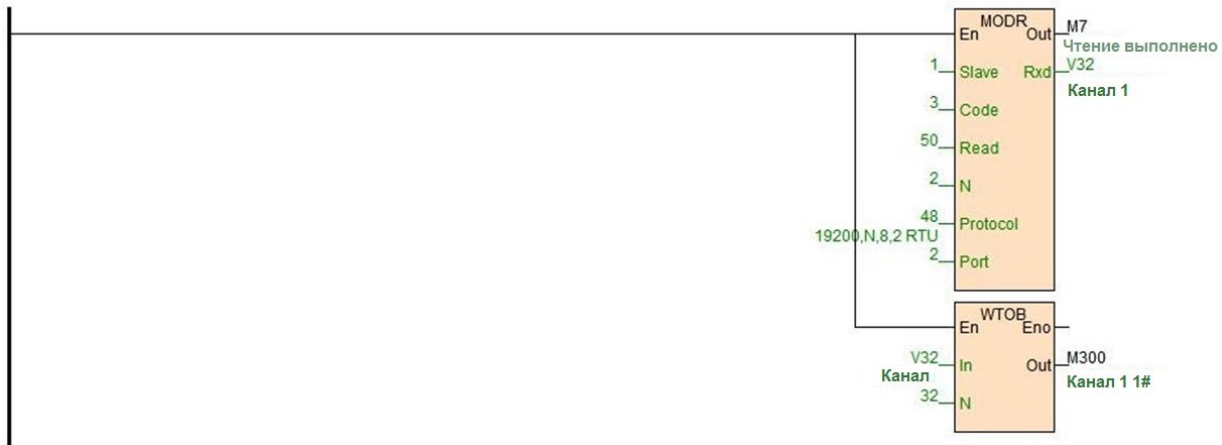 MODR
En Out M7
Чтение выполнено
1 Slave Rxd V32
Канал 1
3 Code
50 Read
2 N
48 Protocol
19200,N,8,2 RTU
2 Port
WTOB
En Eno
V32 In Out M300
Канал Канал 1 1#
32 N